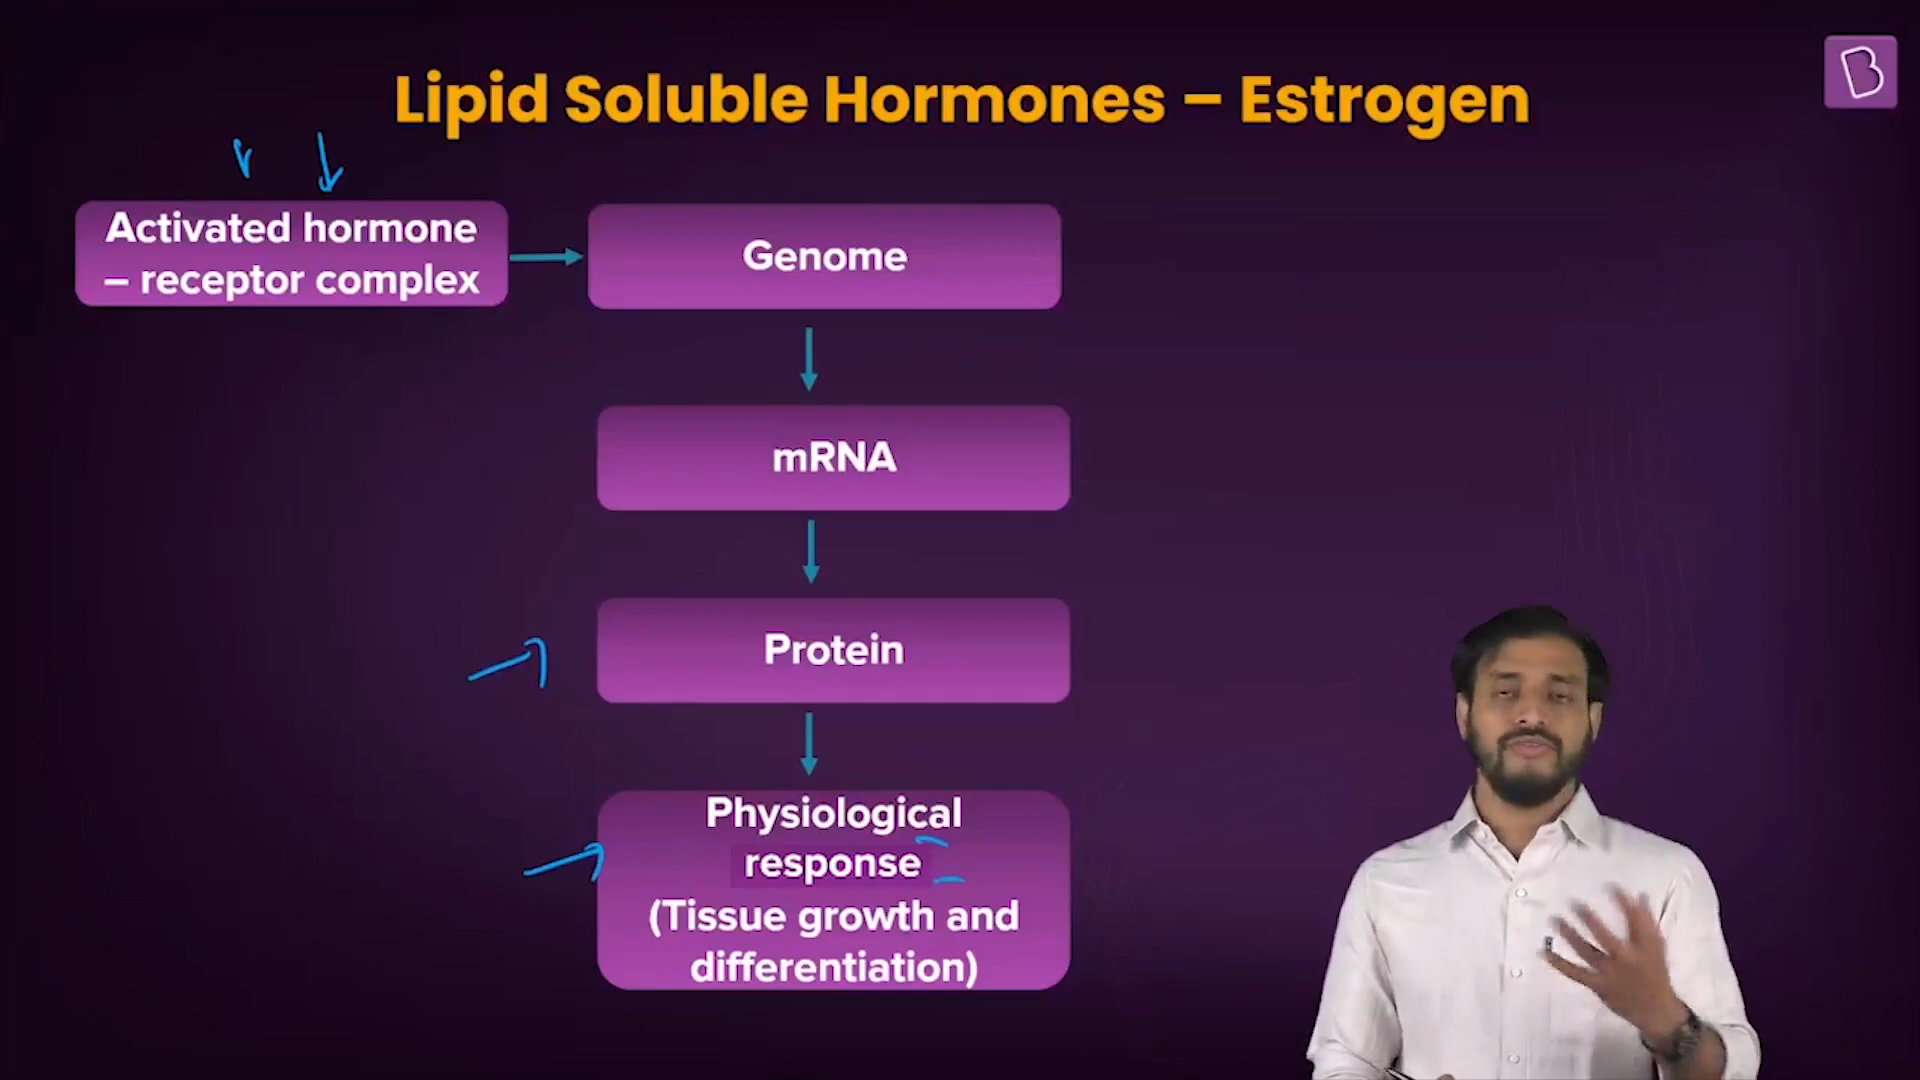 Lipid Soluble Hormones – Estrogen
B
Activated hormone
– receptor complex
Genome
mRNA
Protein
Physiological
response
(Tissue growth and
differentiation)